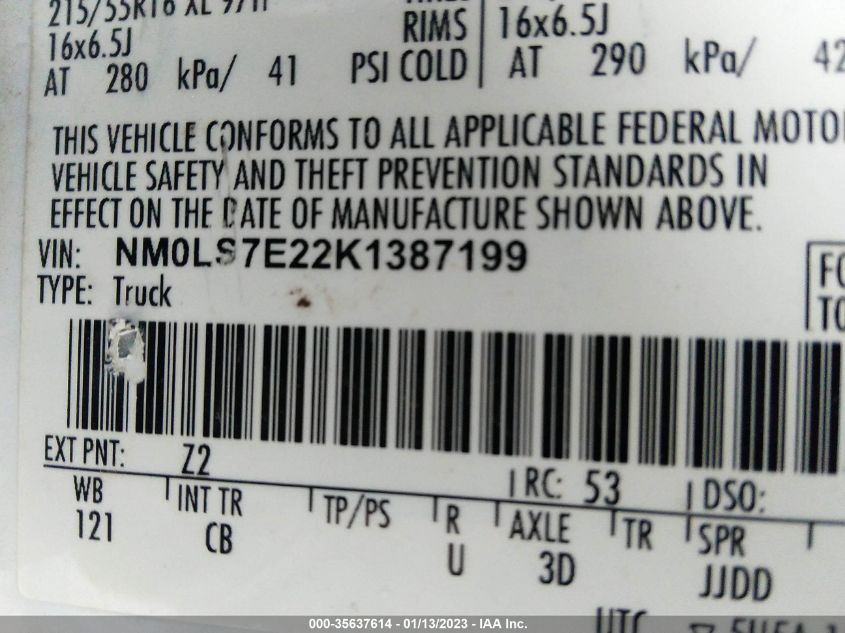 215/55R16 XL 97H
RIMS 16x6.5J
16x6.5J
AT 280 kPa/ 41 PSI COLD AT 290 kPa/ 42
THIS VEHICLE CONFORMS TO ALL APPLICABLE FEDERAL MOTO
VEHICLE SAFETY AND THEFT PREVENTION STANDARDS IN
EFFECT ON THE DATE OF MANUFACTURE SHOWN ABOVE.
VIN: NM0LS7E22K1387199
TYPE: Truck
FO
TO
EXT PNT: Z2 RC: 53 DSO:
WB INT TR TP/PS R AXLE TR SPR
121 CB U 3D JJDD
UTC
000-35637614 - 01/13/2023 - IAA Inc.